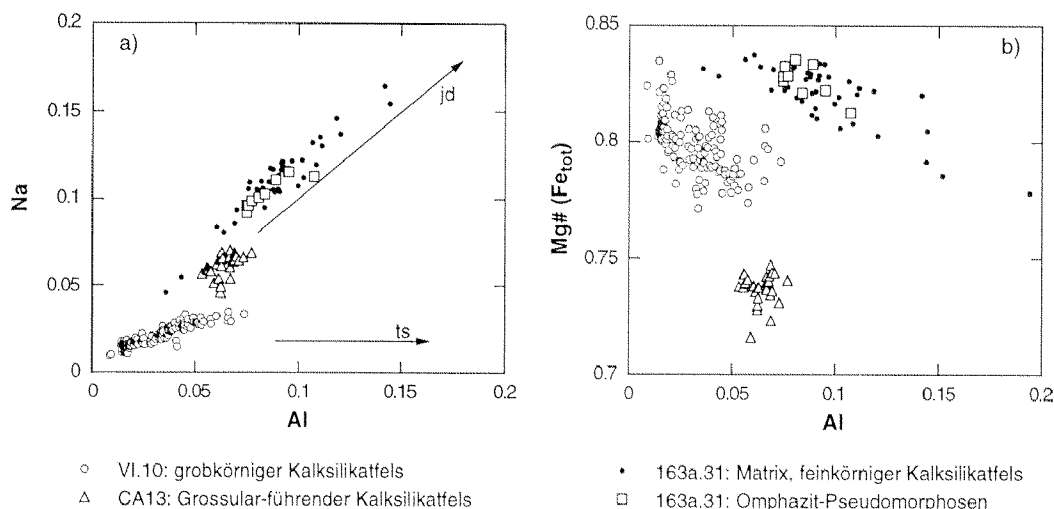 0.2
0.15
0.1
0.05
0
Na
a)
jd
ts
0 0.05 0.1 0.15 0.2
Al
0.85
0.8
0.75
0.7
Mg# (Fe_tot)
b)
0 0.05 0.1 0.15 0.2
Al
VI.10: grobkörniger Kalksilikatfels
CA13: Grossular-führender Kalksilikatfels
163a.31: Matrix, feinkörniger Kalksilikatfels
163a.31: Omphazit-Pseudomorphosen